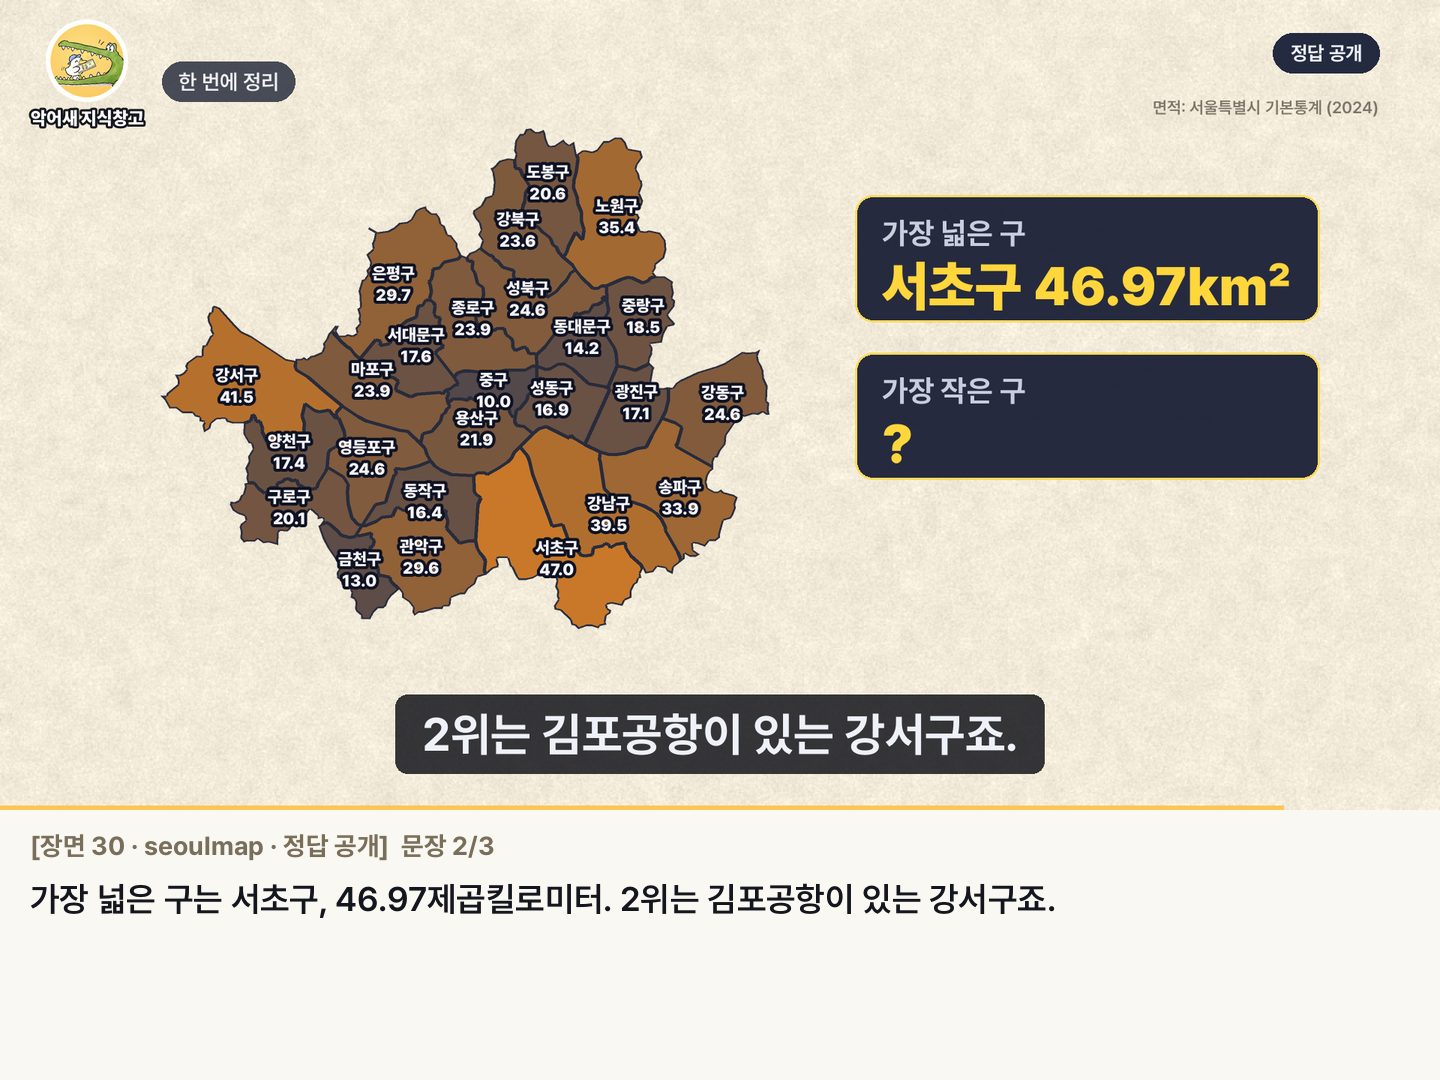 악어새 지식창고
한 번에 정리
정답 공개
면적: 서울특별시 기본통계 (2024)
도봉구
20.6
노원구
35.4
강북구
23.6
은평구
29.7
성북구
24.6
종로구
23.9
중랑구
18.5
동대문구
14.2
서대문구
17.6
마포구
23.9
강서구
41.5
중구
10.0
성동구
16.9
광진구
17.1
강동구
24.6
용산구
21.9
양천구
17.4
영등포구
24.6
구로구
20.1
동작구
16.4
강남구
39.5
송파구
33.9
금천구
13.0
관악구
29.6
서초구
47.0
가장 넓은 구
서초구 46.97km²
가장 작은 구
?
2위는 김포공항이 있는 강서구죠.
[장면 30 · seoulmap · 정답 공개] 문장 2/3
가장 넓은 구는 서초구, 46.97제곱킬로미터. 2위는 김포공항이 있는 강서구죠.